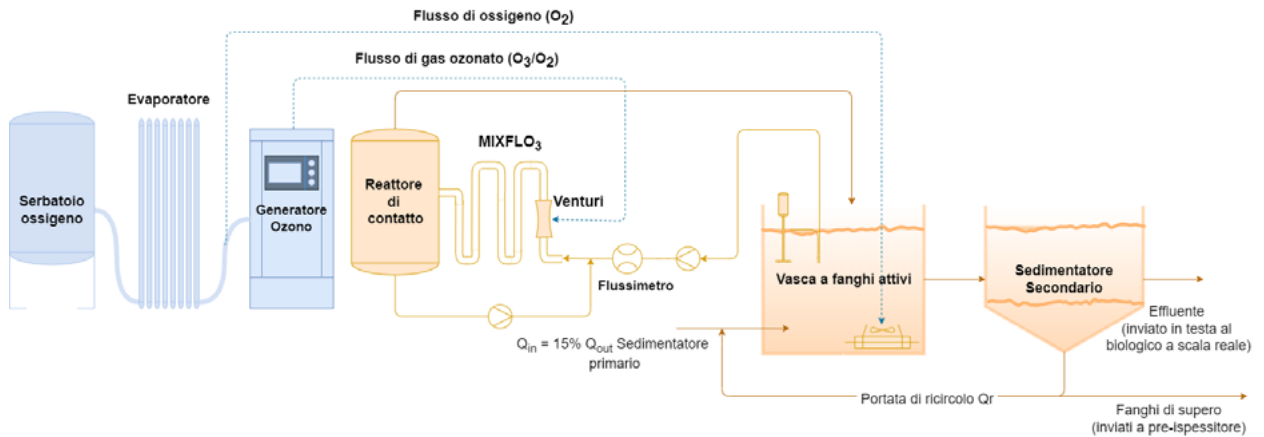 Flusso di ossigeno (O2)
Flusso di gas ozonato (O3/O2)
Evaporatore
MIXFLO3
Serbatoio
ossigeno
Generatore
Ozono
Reattore
di
contatto
Venturi
Flussimetro
Vasca a fanghi attivi
Sedimentatore
Secondario
Effluente
(inviato in testa al
biologico a scala reale)
Qin = 15% Qout Sedimentatore
primario
Portata di ricircolo Qr
Fanghi di supero
(inviati a pre-ispessitore)